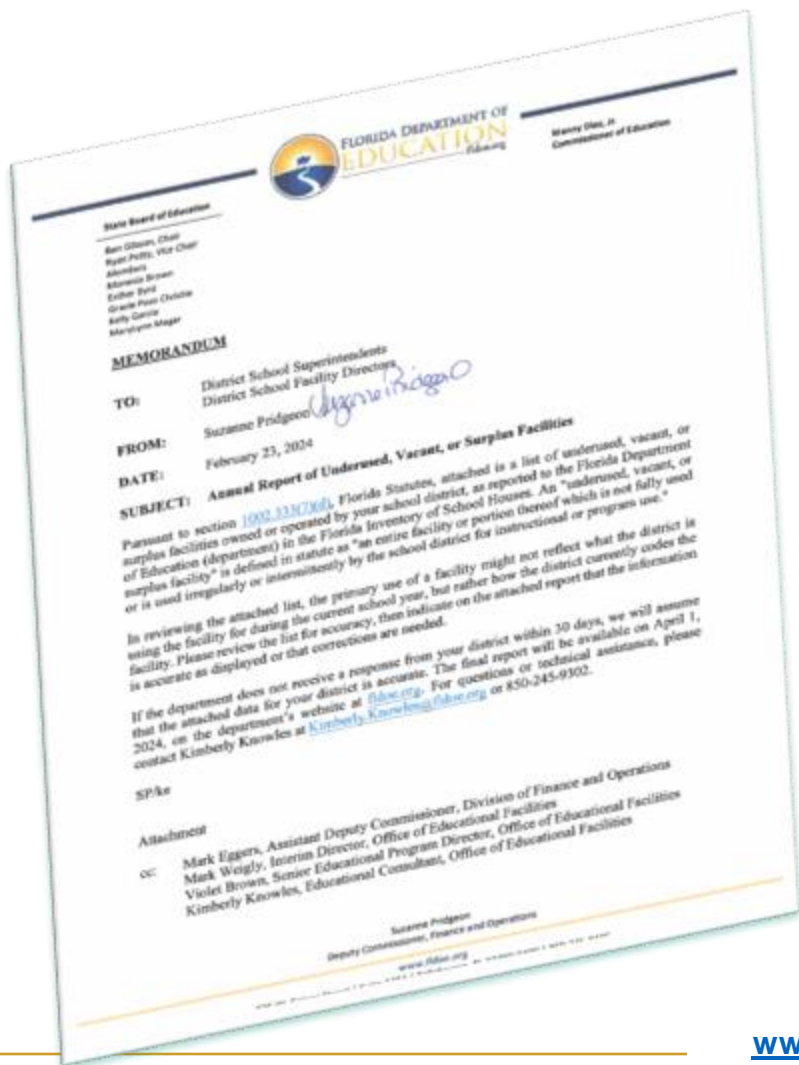 FLORIDA DEPARTMENT OF
EDUCATION
fldoe.org
Manny Diaz, Jr.
Commissioner of Education
State Board of Education
Ben Gibson, Chair
Ryan Petty, Vice Chair
Members
Monesia Brown
Esther Byrd
Grazie Pozo Christie
Kelly Garcia
MaryLynn Magar
MEMORANDUM
TO: District School Superintendents
District School Facility Directors
FROM: Suzanne Pridgeon Suzanne Pridgeon
DATE: February 23, 2024
SUBJECT: Annual Report of Underused, Vacant, or Surplus Facilities
Pursuant to section 1002.333(7)(d), Florida Statutes, attached is a list of underused, vacant, or
surplus facilities owned or operated by your school district, as reported to the Florida Department
of Education (department) in the Florida Inventory of School Houses. An "underused, vacant, or
surplus facility" is defined in statute as "an entire facility or portion thereof which is not fully used
or is used irregularly or intermittently by the school district for instructional or program use."
In reviewing the attached list, the primary use of a facility might not reflect what the district is
using the facility for during the current school year, but rather how the district currently codes the
facility. Please review the list for accuracy, then indicate on the attached report that the information
is accurate as displayed or that corrections are needed.
If the department does not receive a response from your district within 30 days, we will assume
that the attached data for your district is accurate. The final report will be available on April 1,
2024, on the department's website at fldoe.org. For questions or technical assistance, please
contact Kimberly Knowles at Kimberly.Knowles@fldoe.org or 850-245-9302.
SP/ke
Attachment
cc: Mark Eggers, Assistant Deputy Commissioner, Division of Finance and Operations
Mark Weigly, Interim Director, Office of Educational Facilities
Violet Brown, Senior Educational Program Director, Office of Educational Facilities
Kimberly Knowles, Educational Consultant, Office of Educational Facilities
Suzanne Pridgeon
Deputy Commissioner, Finance and Operations
www.fldoe.org
ww